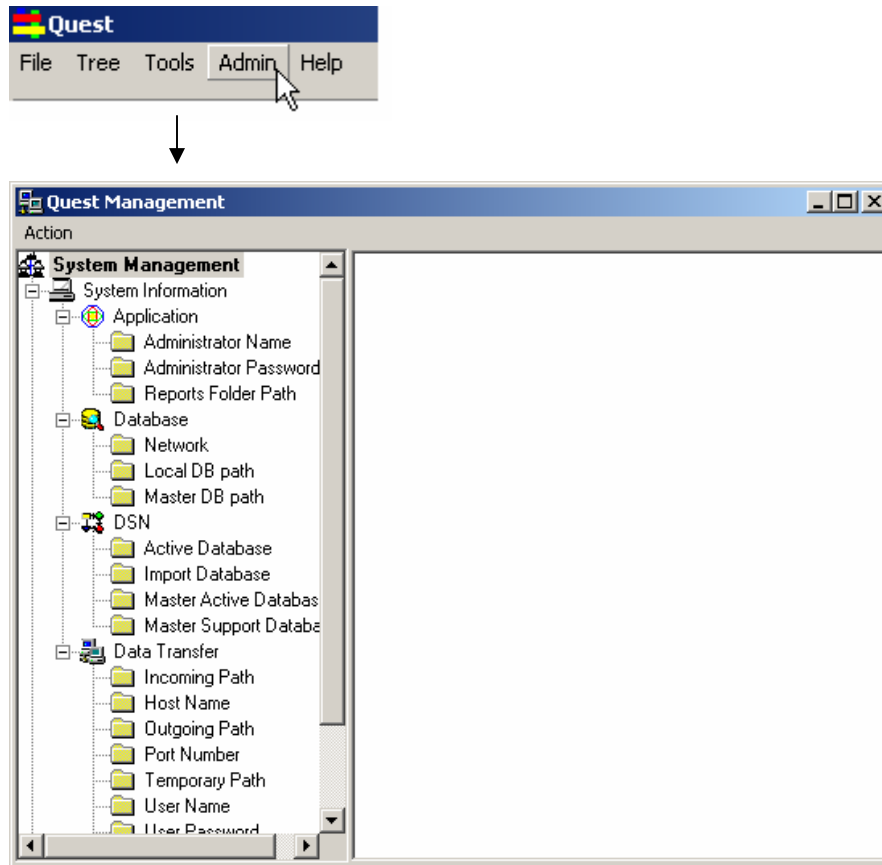 Quest
File Tree Tools Admin Help
Quest Management
Action
System Management
System Information
Application
Administrator Name
Administrator Password
Reports Folder Path
Database
Network
Local DB path
Master DB path
DSN
Active Database
Import Database
Master Active Databas
Master Support Databa
Data Transfer
Incoming Path
Host Name
Outgoing Path
Port Number
Temporary Path
User Name
User Password